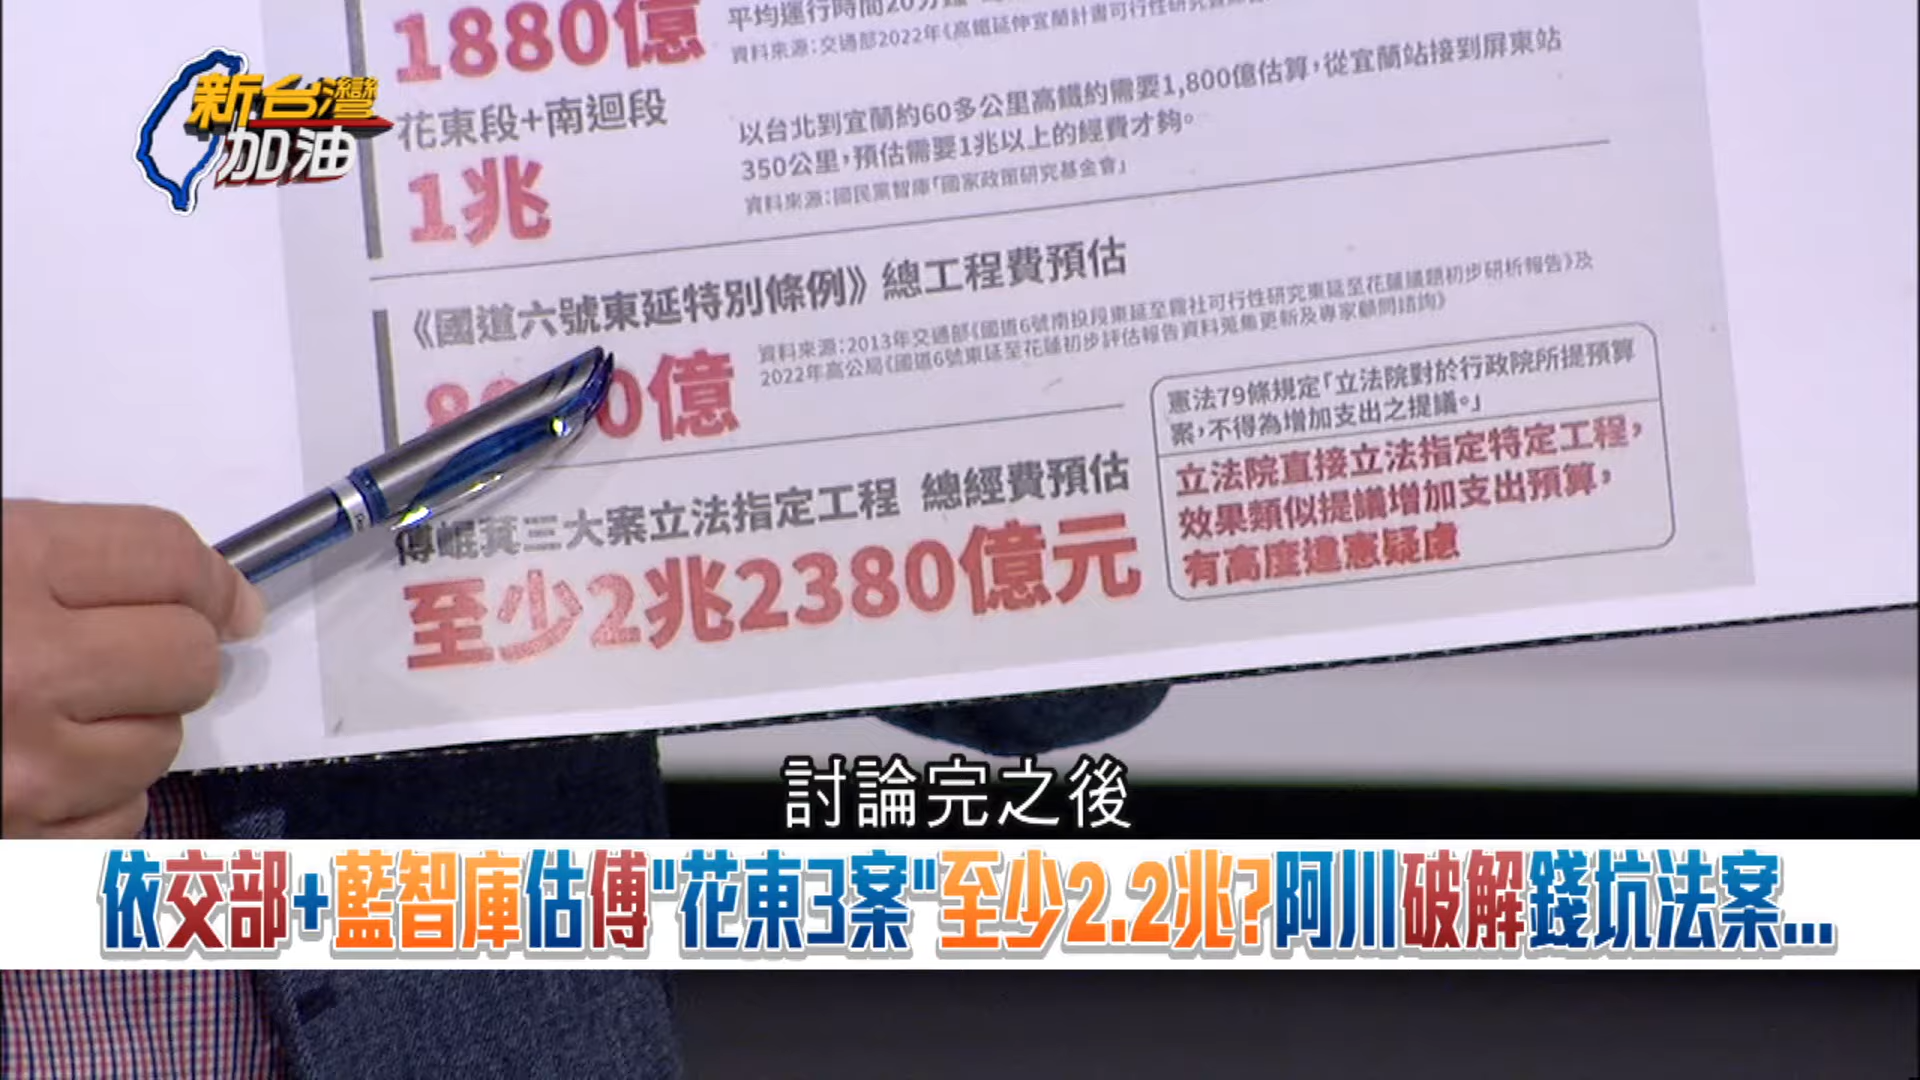 新台灣
加油
1880億
資料來源:交通部2022年《高鐵延伸宜蘭計畫可行性研究
花東段+南迴段
1兆
以台北到宜蘭約60多公里高鐵約需要1,800億估算,從宜蘭站接到屏東站
350公里,預估需要1兆以上的經費才夠。
資料來源:國民黨智庫「國家政策研究基金會」
《國道六號東延特別條例》總工程費預估
0億
資料來源:2013年交通部《國道6號南投段東延至霧社可行性研究東延至花蓮議題初步研析報告》及
2022年高公局《國道6號東延至花蓮初步評估報告資料蒐集更新及專家顧問諮詢》
傅崐萁三大案立法指定工程 總經費預估
至少2兆2380億元
憲法79條規定「立法院對於行政院所提預算
案,不得為增加支出之提議。」
立法院直接立法指定特定工程,
效果類似提議增加支出預算,
有高度違憲疑慮
討論完之後
依交部+藍智庫估傅"花東3案"至少2.2兆?阿川破解錢坑法案...